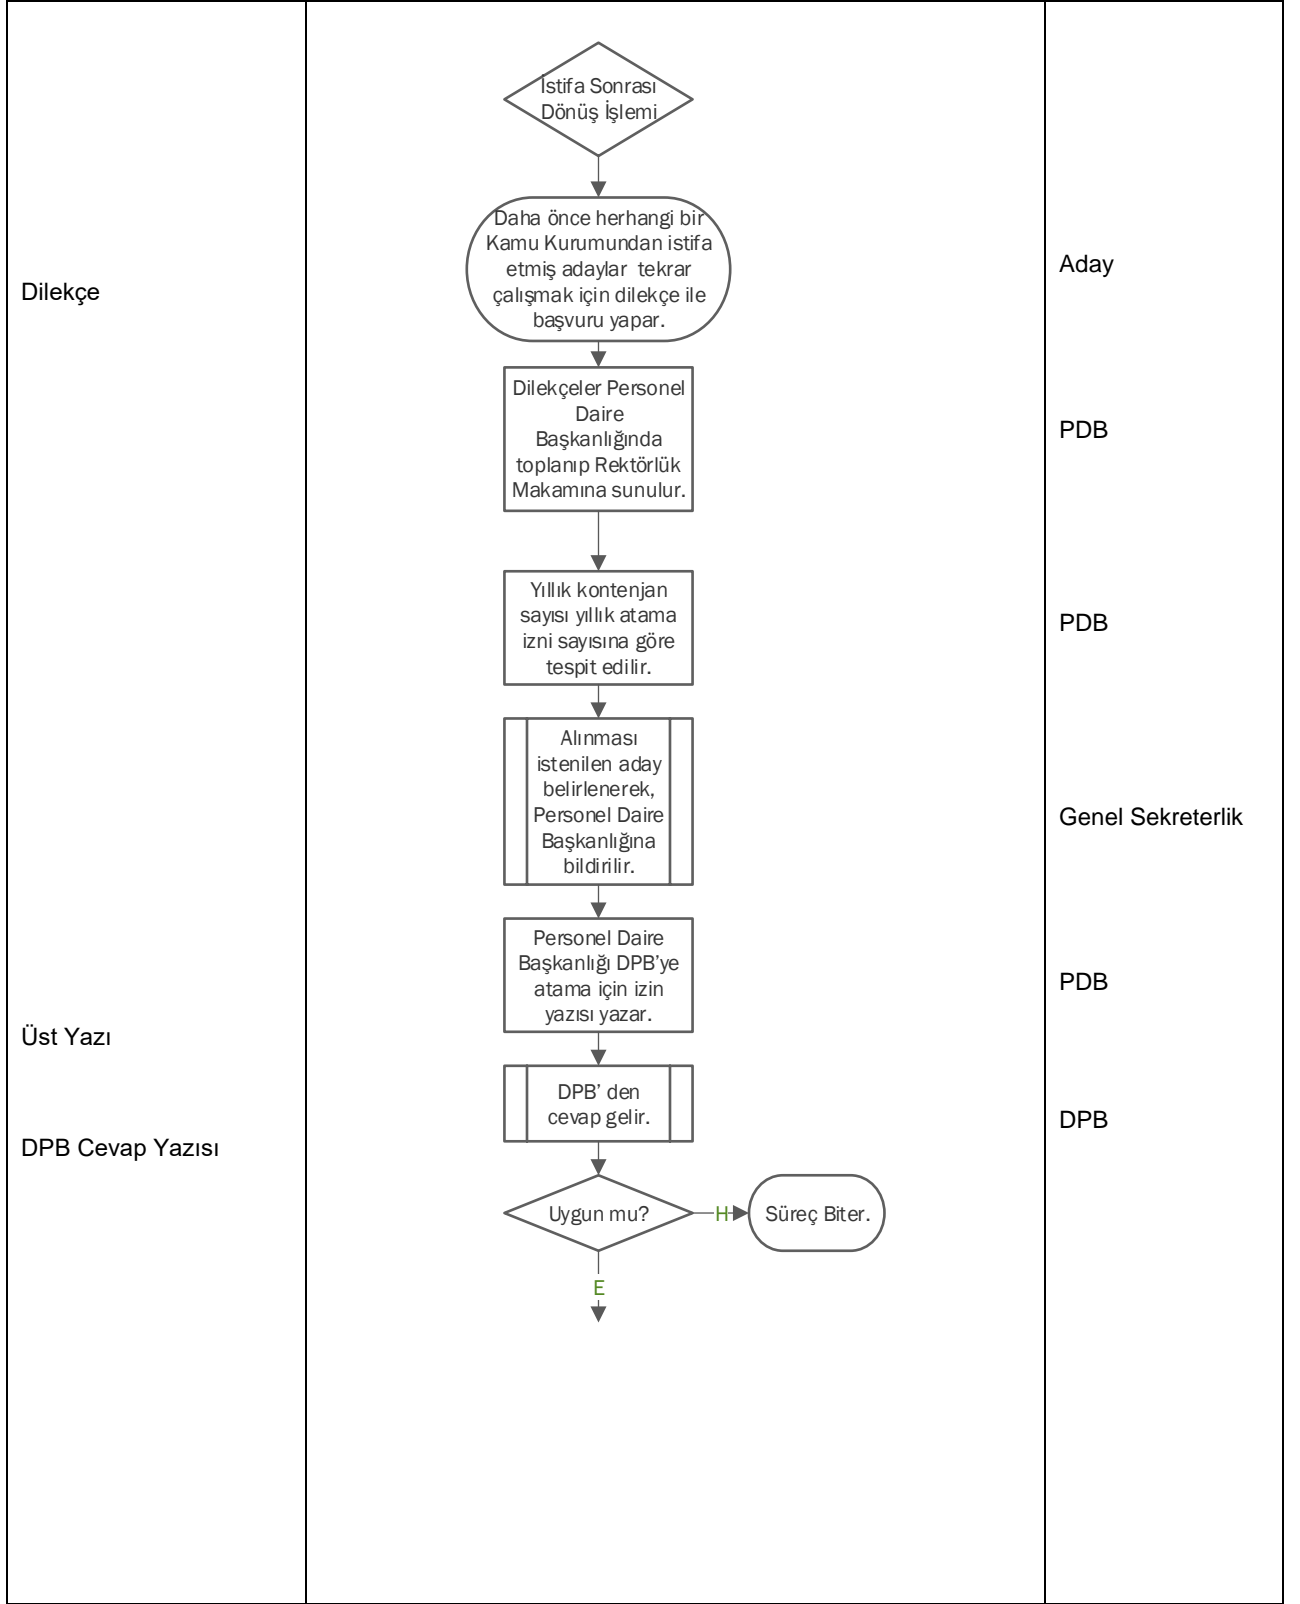 İstifa Sonrası
Dönüş İşlemi
Daha önce herhangi bir
Kamu Kurumundan istifa
etmiş adaylar tekrar
çalışmak için dilekçe ile
başvuru yapar.
Aday
Dilekçe
Dilekçeler Personel
Daire
Başkanlığında
toplanıp Rektörlük
Makamına sunulur.
PDB
Yıllık kontenjan
sayısı yıllık atama
izni sayısına göre
tespit edilir.
PDB
Alınması
istenilen aday
belirlenerek,
Personel Daire
Başkanlığına
bildirilir.
Genel Sekreterlik
Personel Daire
Başkanlığı DPB’ye
atama için izin
yazısı yazar.
PDB
Üst Yazı
DPB’ den
cevap gelir.
DPB
DPB Cevap Yazısı
Uygun mu?
H
Süreç Biter.
E